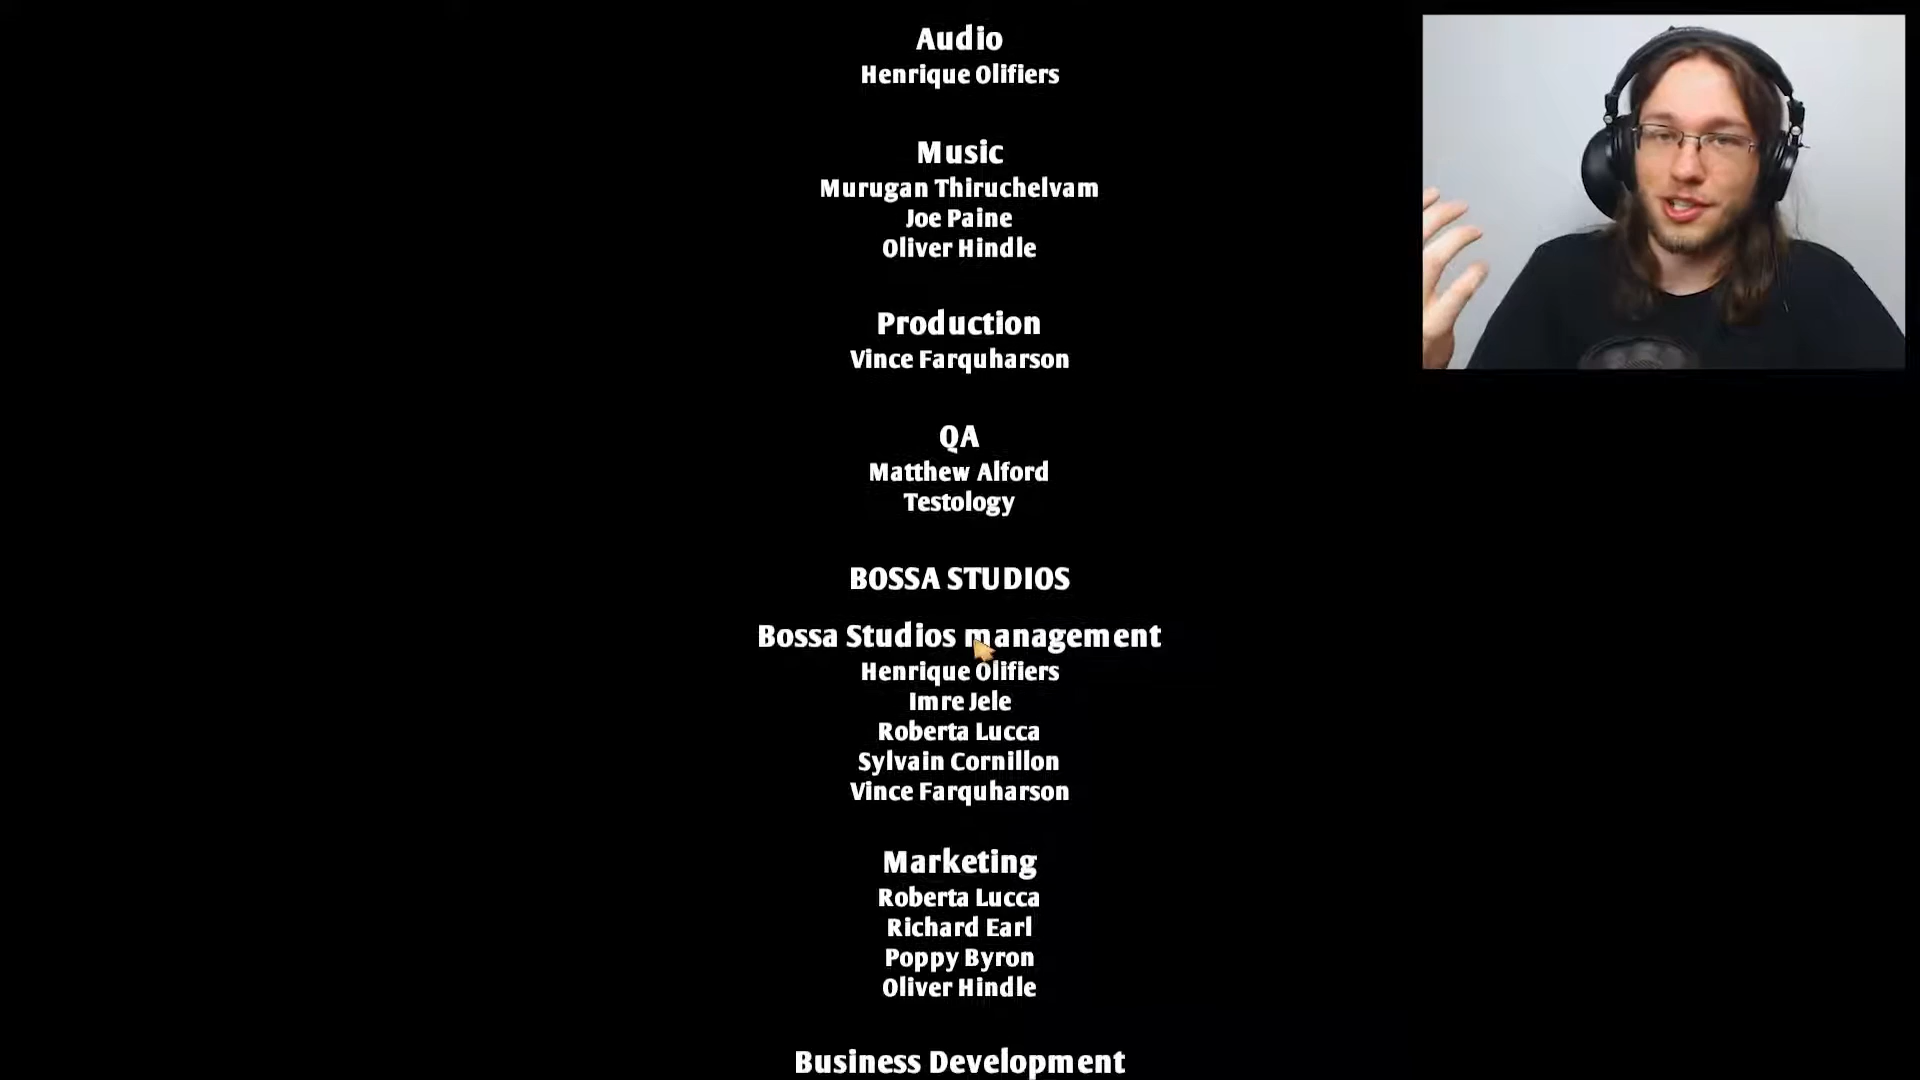 Audio
Henrique Olifiers
Music
Murugan Thiruchelvam
Joe Paine
Oliver Hindle
Production
Vince Farquharson
QA
Matthew Alford
Testology
BOSSA STUDIOS
Bossa Studios management
Henrique Olifiers
Imre Jele
Roberta Lucca
Sylvain Cornillon
Vince Farquharson
Marketing
Roberta Lucca
Richard Earl
Poppy Byron
Oliver Hindle
Business Development